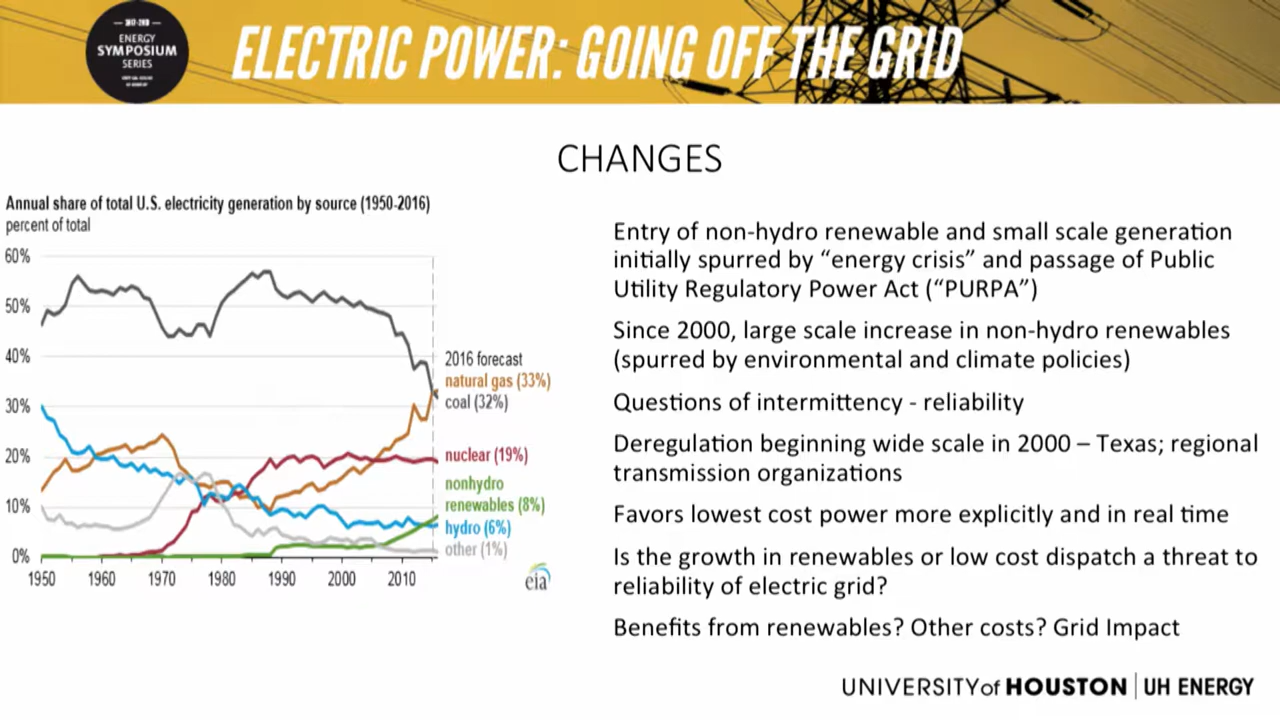 2017-2018
ENERGY
SYMPOSIUM
SERIES
ELECTRIC POWER: GOING OFF THE GRID
CHANGES
Annual share of total U.S. electricity generation by source (1950-2016)
percent of total
60%
50%
40%
30%
20%
10%
0%
1950 1960 1970 1980 1990 2000 2010
2016 forecast
natural gas (33%)
coal (32%)
nuclear (19%)
nonhydro
renewables (8%)
hydro (6%)
other (1%)
eia
Entry of non-hydro renewable and small scale generation
initially spurred by “energy crisis” and passage of Public
Utility Regulatory Power Act (“PURPA”)
Since 2000, large scale increase in non-hydro renewables
(spurred by environmental and climate policies)
Questions of intermittency - reliability
Deregulation beginning wide scale in 2000 – Texas; regional
transmission organizations
Favors lowest cost power more explicitly and in real time
Is the growth in renewables or low cost dispatch a threat to
reliability of electric grid?
Benefits from renewables? Other costs? Grid Impact
UNIVERSITY of HOUSTON | UH ENERGY